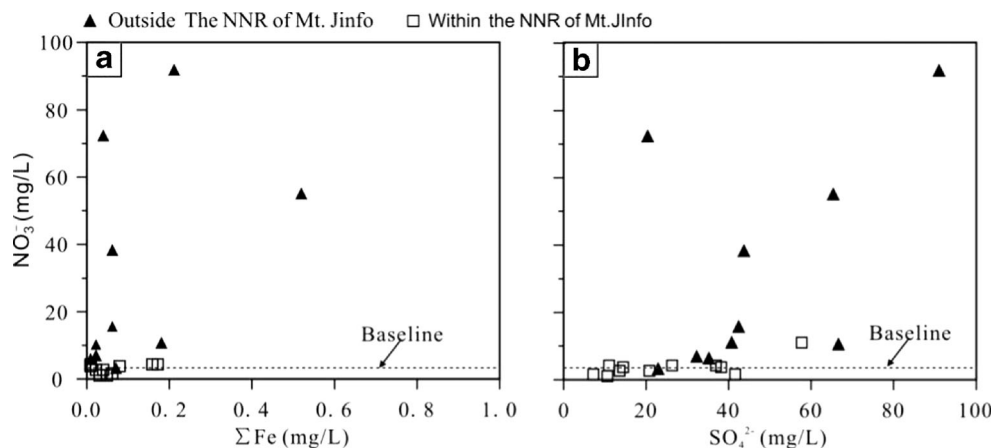 ▲ Outside The NNR of Mt. Jinfo □ Within the NNR of Mt.JInfo
a
b
100
80
60
40
20
0
NO₃⁻(mg/L)
Baseline
Baseline
0.0 0.2 0.4 0.6 0.8 1.0
0 20 40 60 80 100
∑Fe (mg/L)
SO₄²⁻(mg/L)